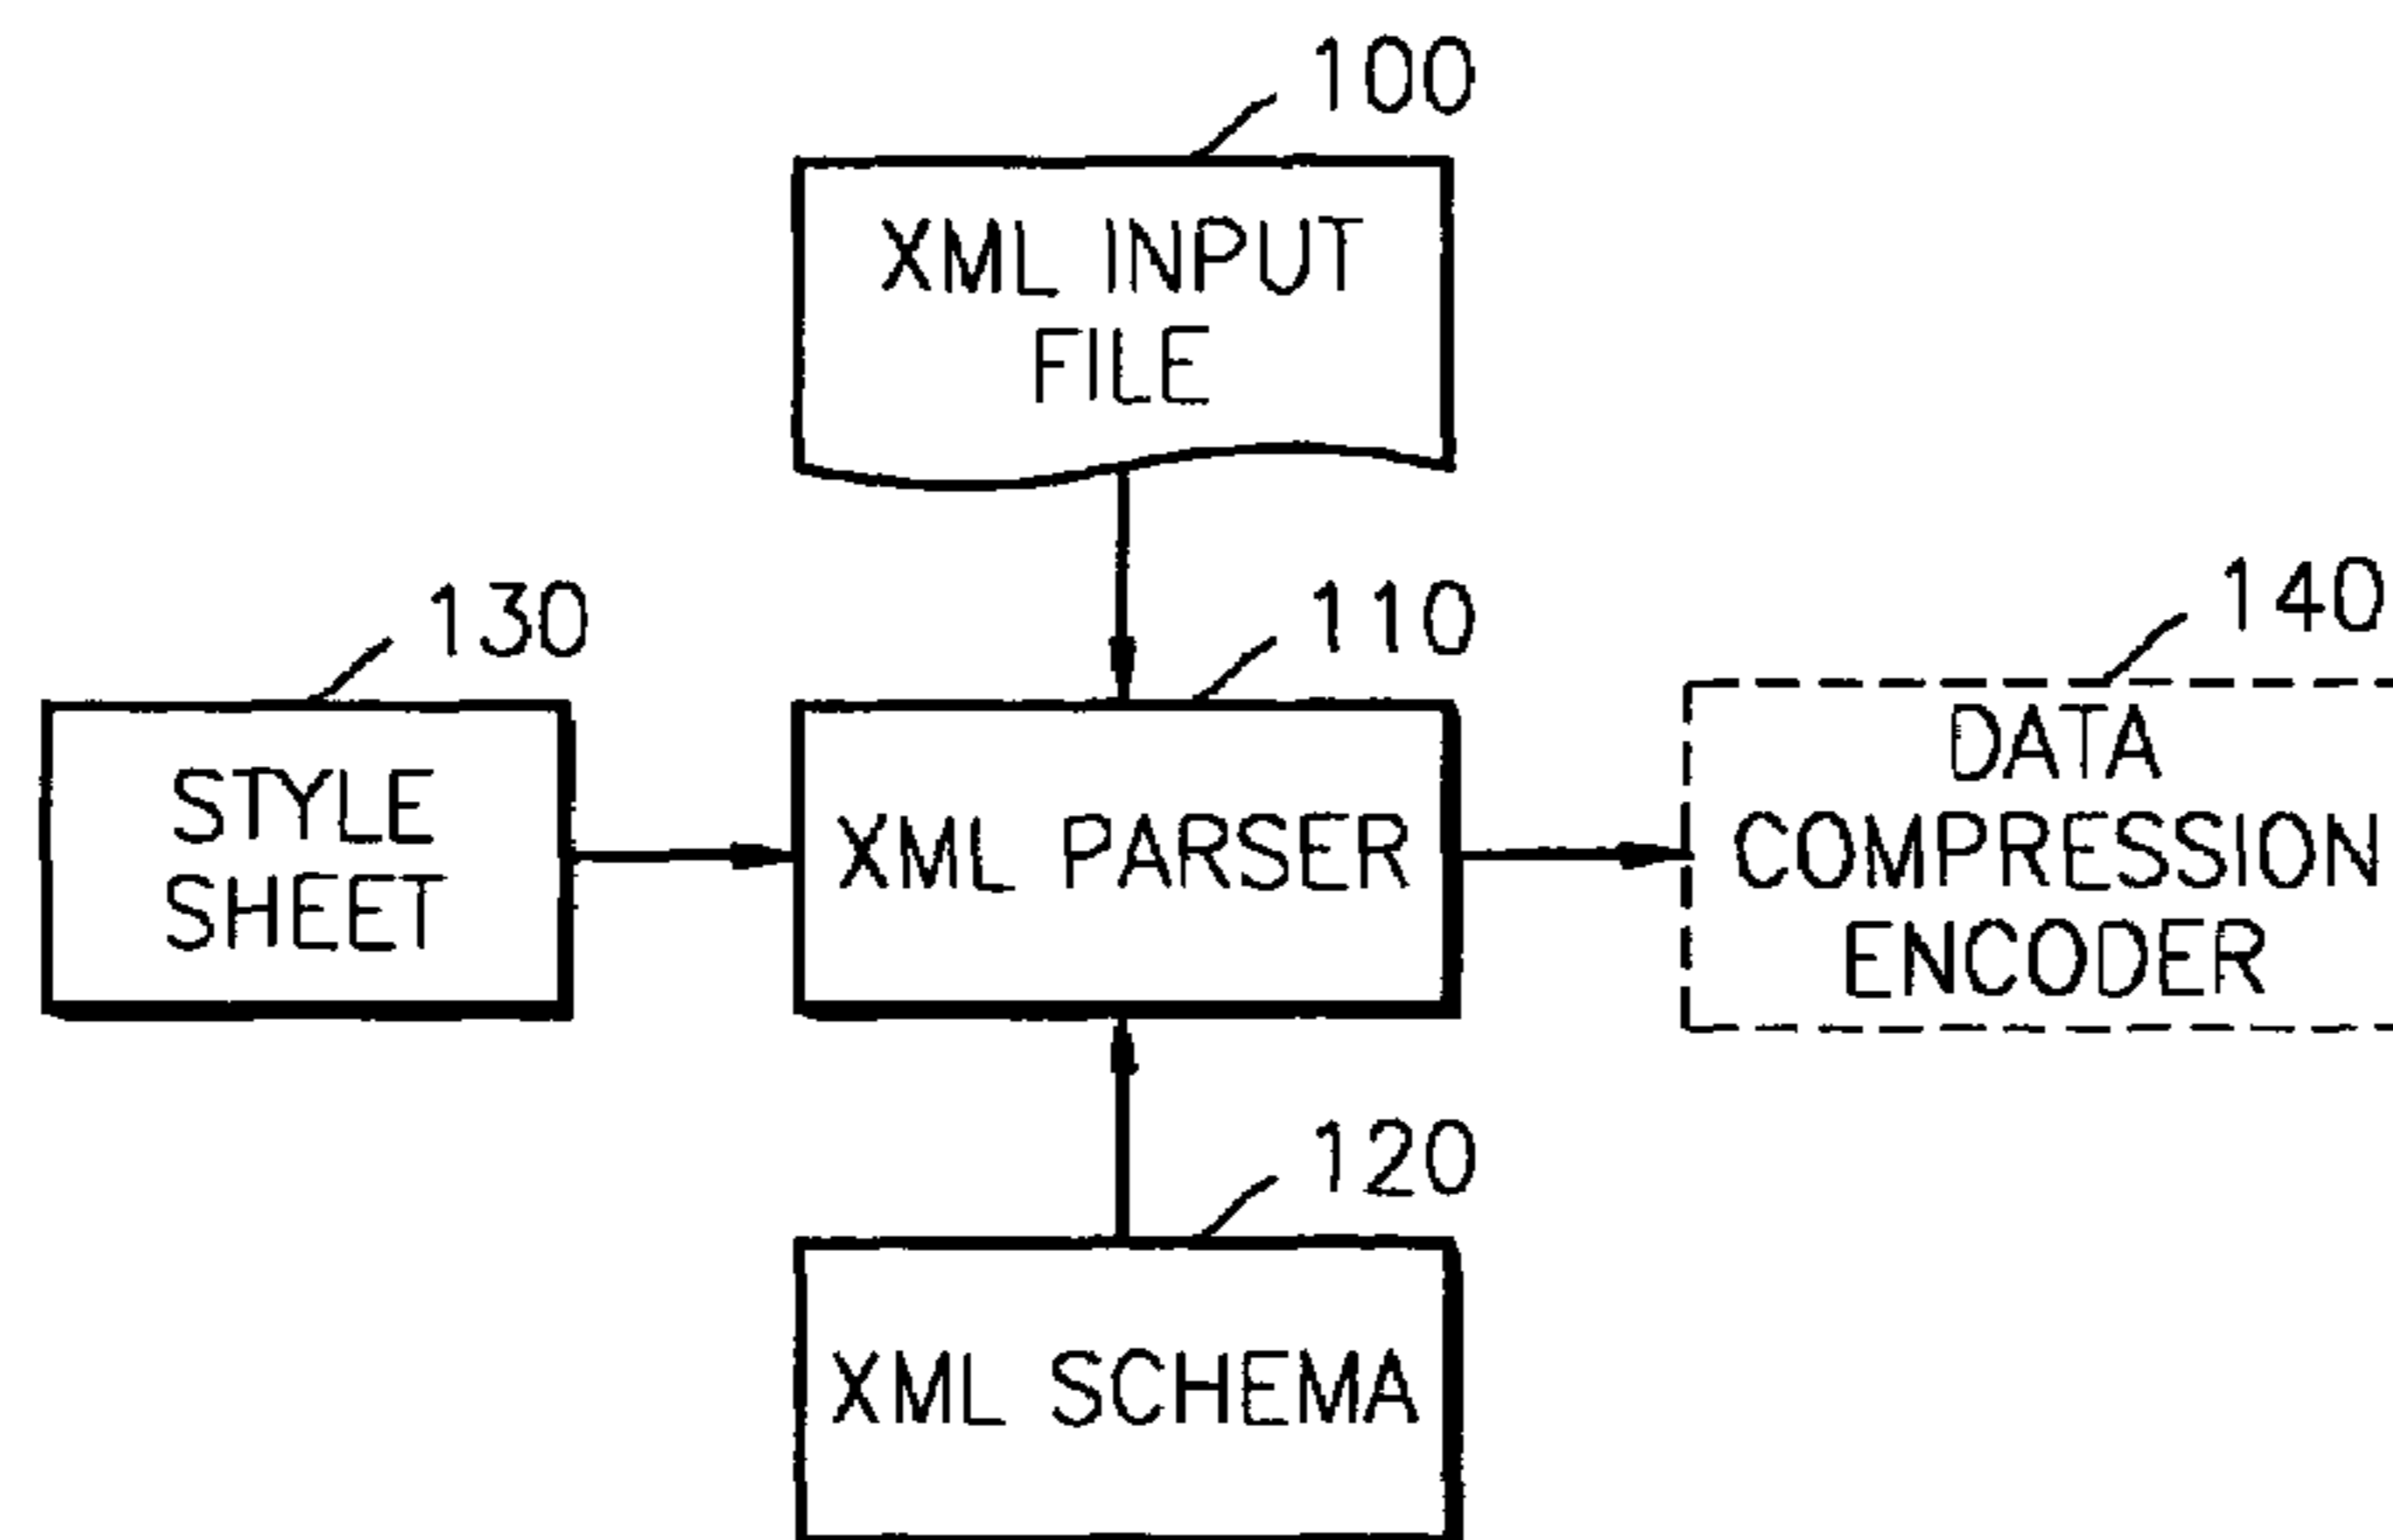 100
XML INPUT
FILE
130
110
140
STYLE
SHEET
XML PARSER
DATA
COMPRESSION
ENCODER
120
XML SCHEMA